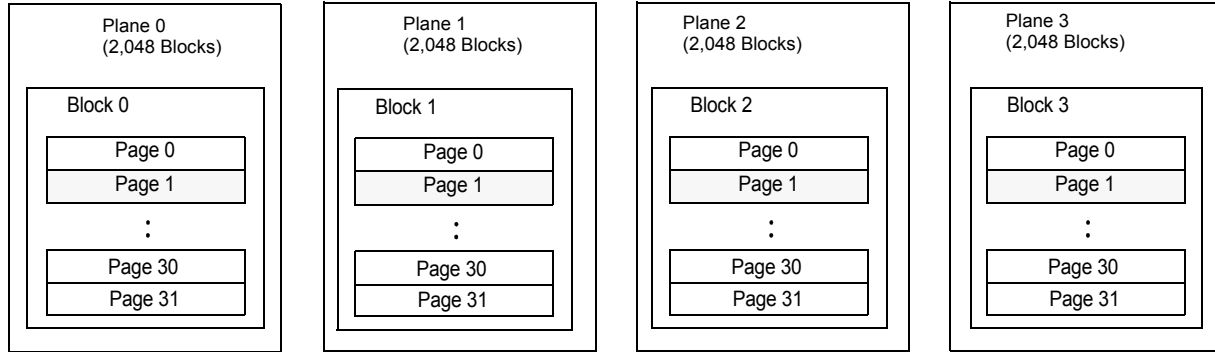 Plane 0
(2,048 Blocks)
Block 0
Page 0
Page 1
:
Page 30
Page 31
Plane 1
(2,048 Blocks)
Block 1
Page 0
Page 1
:
Page 30
Page 31
Plane 2
(2,048 Blocks)
Block 2
Page 0
Page 1
:
Page 30
Page 31
Plane 3
(2,048 Blocks)
Block 3
Page 0
Page 1
:
Page 30
Page 31